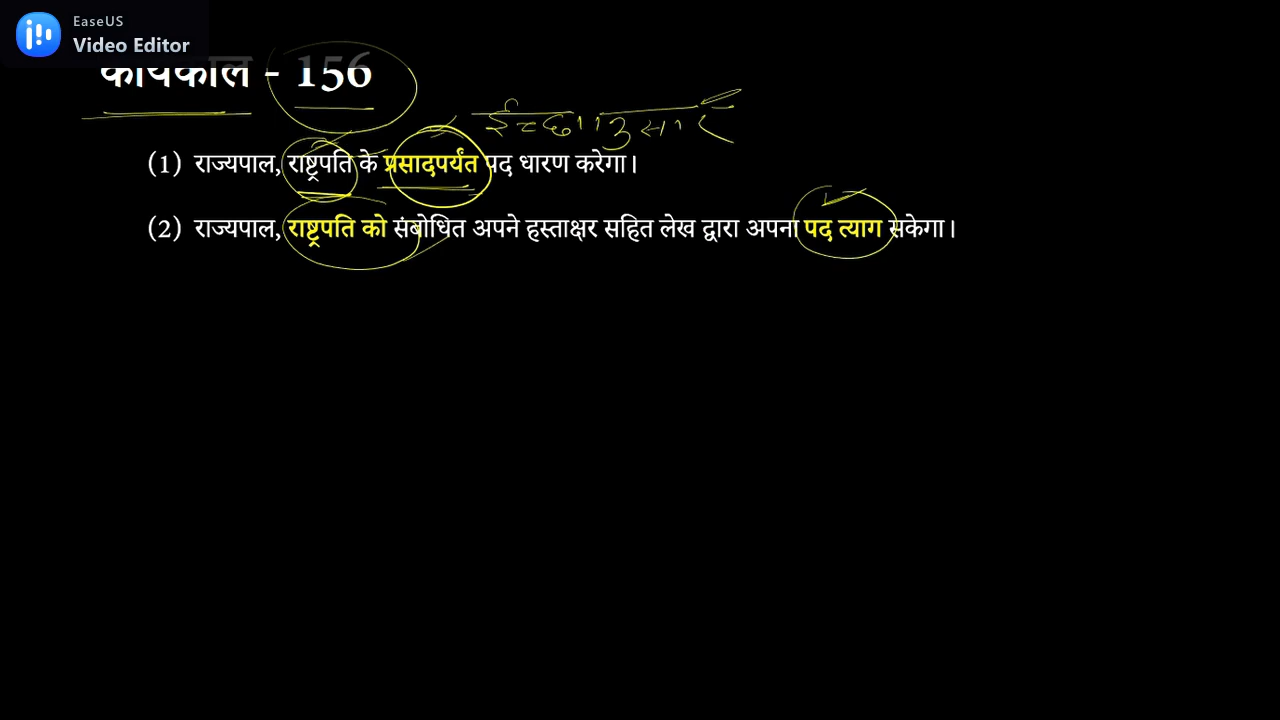 EaseUS
Video Editor
कार्यकाल - 156
ईच्छानुसार
(1) राज्यपाल, राष्ट्रपति के प्रसादपर्यंत पद धारण करेगा।
(2) राज्यपाल, राष्ट्रपति को संबोधित अपने हस्ताक्षर सहित लेख द्वारा अपना पद त्याग सकेगा।